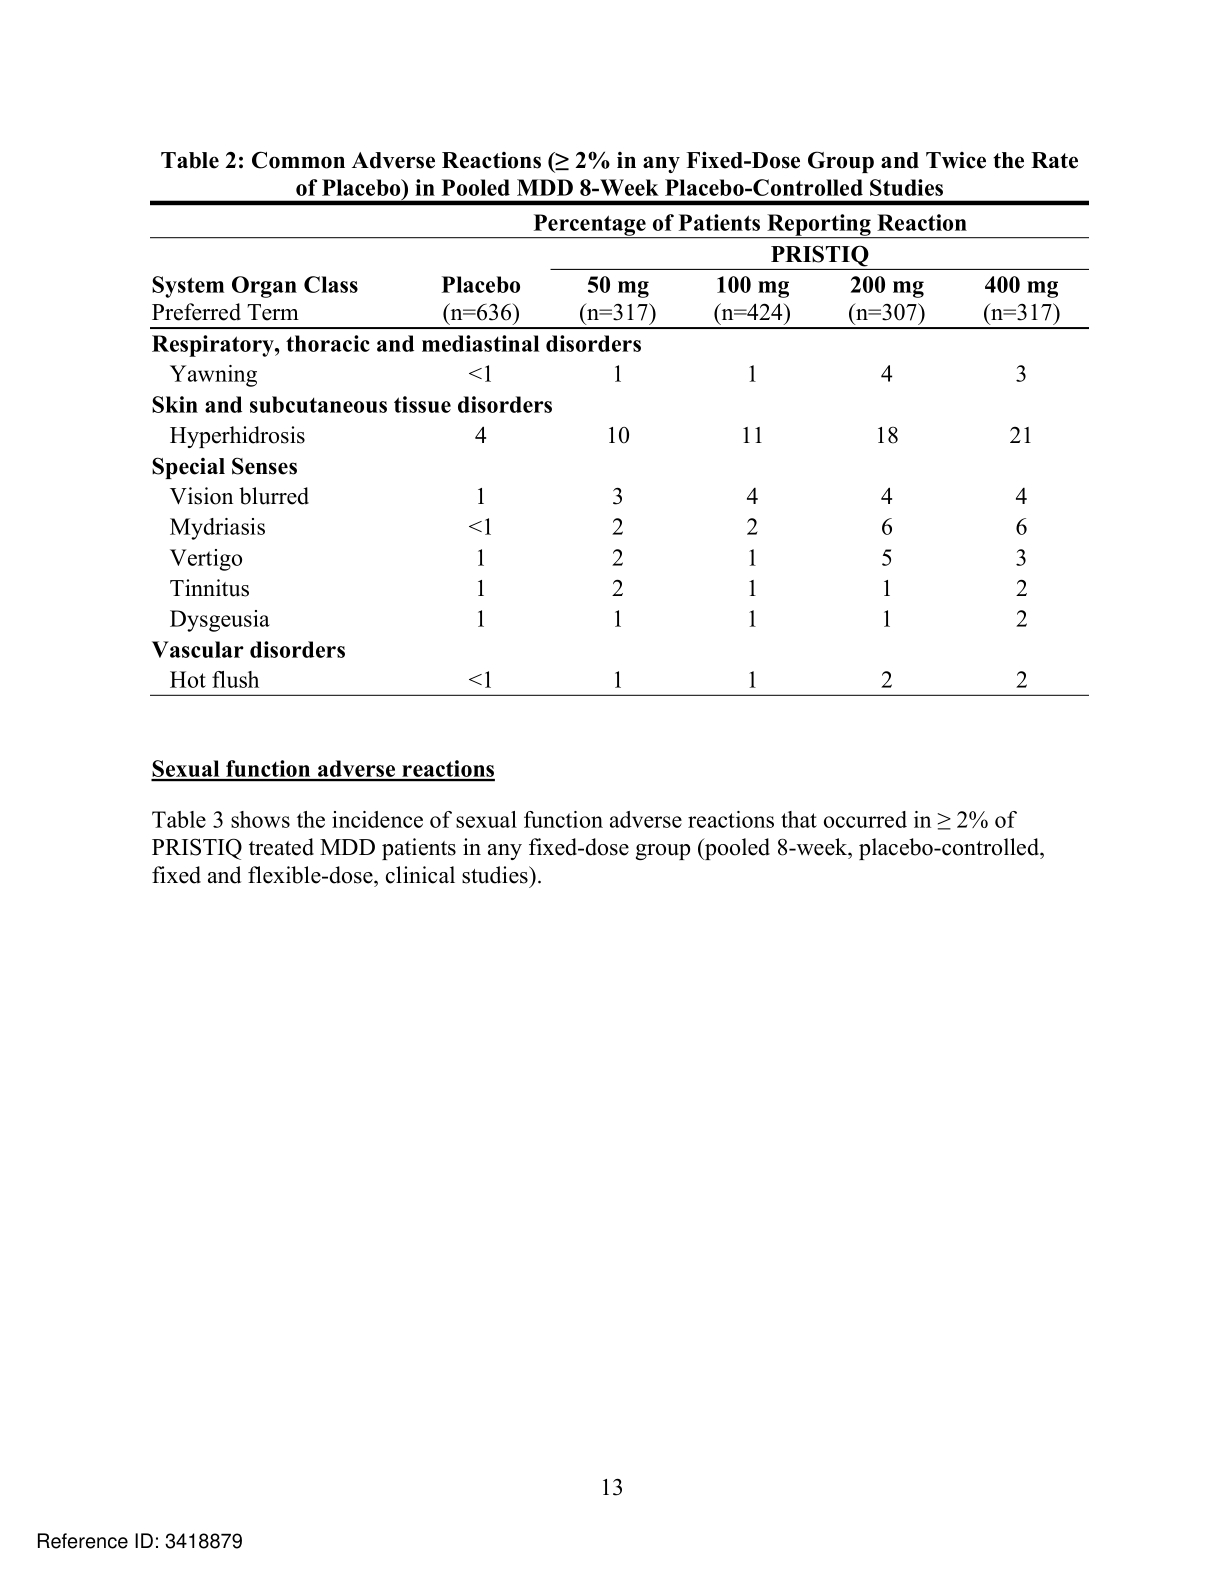 Table 2: Common Adverse Reactions (≥ 2% in any Fixed-Dose Group and Twice the Rate
of Placebo) in Pooled MDD 8-Week Placebo-Controlled Studies
Percentage of Patients Reporting Reaction
PRISTIQ
System Organ Class Placebo 50 mg 100 mg 200 mg 400 mg
Preferred Term (n=636) (n=317) (n=424) (n=307) (n=317)
Respiratory, thoracic and mediastinal disorders
Yawning <1 1 1 4 3
Skin and subcutaneous tissue disorders
Hyperhidrosis 4 10 11 18 21
Special Senses
Vision blurred 1 3 4 4 4
Mydriasis <1 2 2 6 6
Vertigo 1 2 1 5 3
Tinnitus 1 2 1 1 2
Dysgeusia 1 1 1 1 2
Vascular disorders
Hot flush <1 1 1 2 2
Sexual function adverse reactions
Table 3 shows the incidence of sexual function adverse reactions that occurred in ≥ 2% of
PRISTIQ treated MDD patients in any fixed-dose group (pooled 8-week, placebo-controlled,
fixed and flexible-dose, clinical studies).
13
Reference ID: 3418879